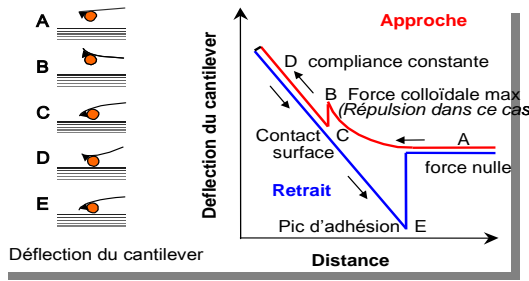 A
B
C
D
E
Déflection du cantilever
Deflection du cantilever
Approche
D compliance constante
B Force colloïdale max
(Répulsion dans ce cas
C
Contact
surface
A
force nulle
Retrait
Pic d'adhésion
E
Distance